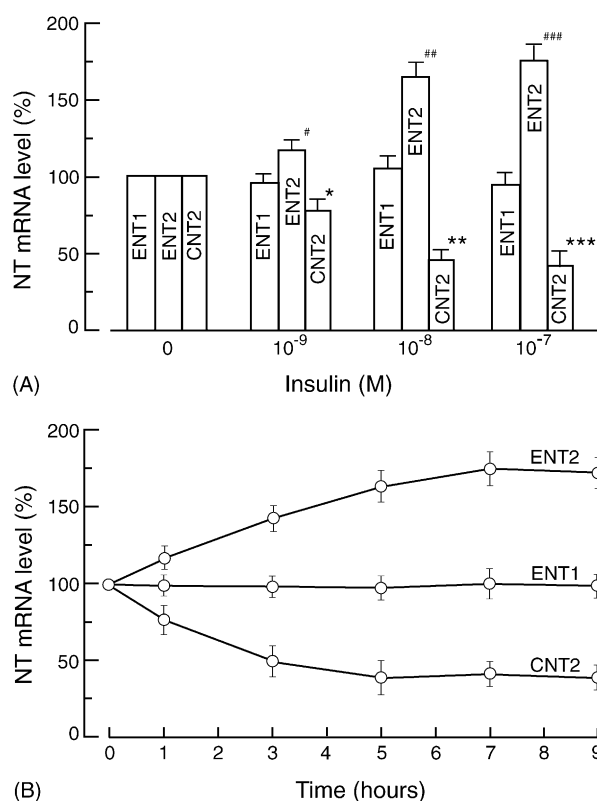 200
150
100
50
0
NT mRNA level (%)
ENT1
ENT2
CNT2
ENT1
ENT2
#
CNT2
*
ENT1
ENT2
##
CNT2
**
ENT1
ENT2
###
CNT2
***
0 10⁻⁹ 10⁻⁸ 10⁻⁷
(A) Insulin (M)
200
150
100
50
0
NT mRNA level (%)
ENT2
ENT1
CNT2
0 1 2 3 4 5 6 7 8 9
(B) Time (hours)